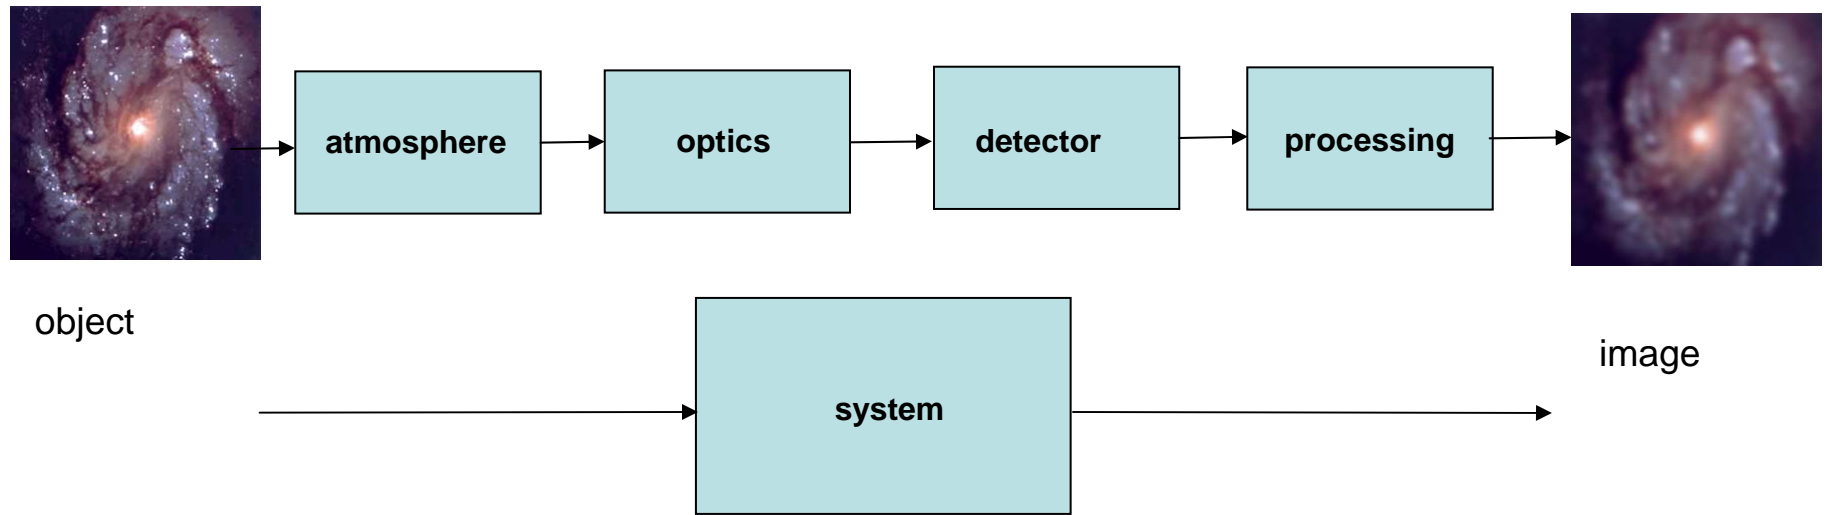 atmosphere
optics
detector
processing
object
image
system